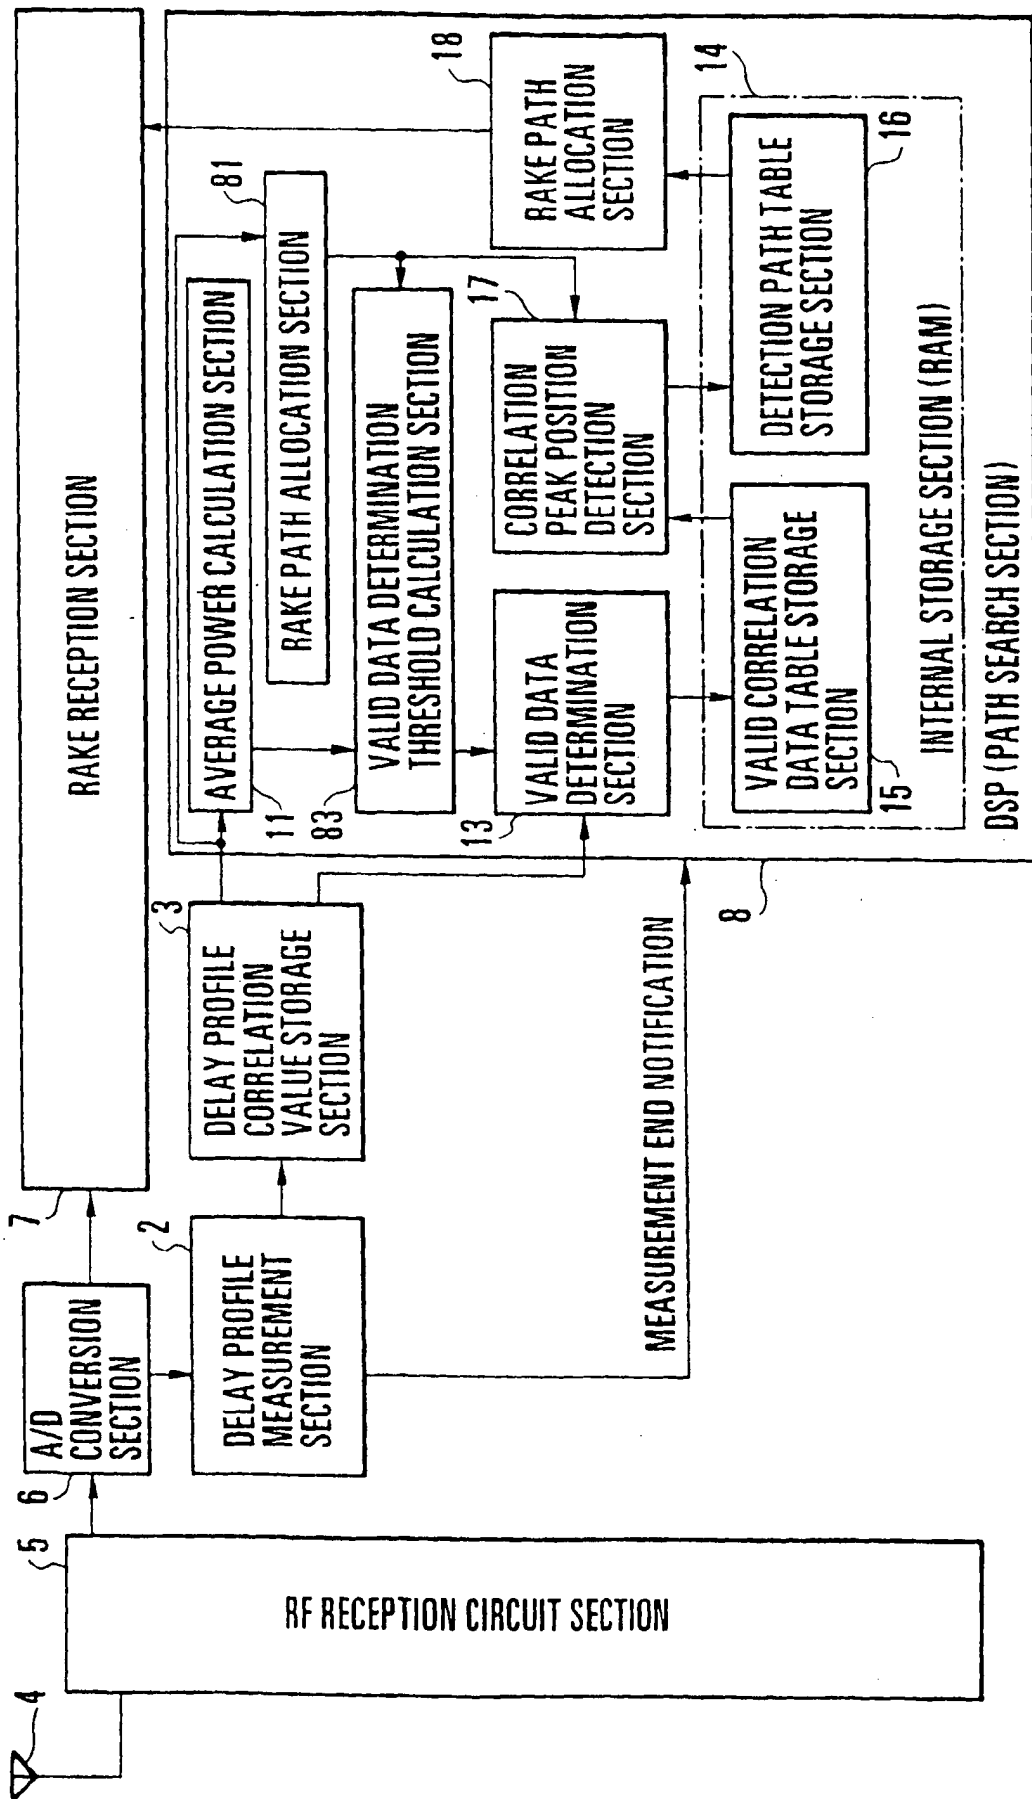 4
5
RF RECEPTION CIRCUIT SECTION
6
A/D
CONVERSION
SECTION
7
RAKE RECEPTION SECTION
2
DELAY PROFILE
MEASUREMENT
SECTION
3
DELAY PROFILE
CORRELATION
VALUE STORAGE
SECTION
MEASUREMENT END NOTIFICATION
8
AVERAGE POWER CALCULATION SECTION
11
81
RAKE PATH ALLOCATION SECTION
83
VALID DATA DETERMINATION
THRESHOLD CALCULATION SECTION
13
VALID DATA
DETERMINATION
SECTION
17
CORRELATION
PEAK POSITION
DETECTION
SECTION
18
RAKE PATH
ALLOCATION
SECTION
14
15
VALID CORRELATION
DATA TABLE STORAGE
SECTION
16
DETECTION PATH TABLE
STORAGE SECTION
INTERNAL STORAGE SECTION (RAM)
DSP (PATH SEARCH SECTION)